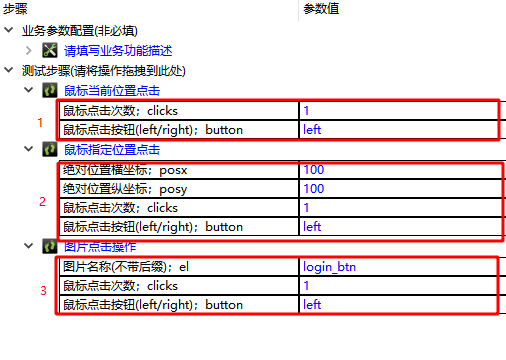 步骤 参数值
业务参数配置(非必填)
请填写业务功能描述
测试步骤(请将操作拖拽到此处)
鼠标当前位置点击
鼠标点击次数；clicks 1
1
鼠标点击按钮(left/right)；button left
鼠标指定位置点击
绝对位置横坐标；posx 100
绝对位置纵坐标；posy 100
2
鼠标点击次数；clicks 1
鼠标点击按钮(left/right)；button left
图片点击操作
图片名称(不带后缀)；el login_btn
3
鼠标点击次数；clicks 1
鼠标点击按钮(left/right)；button left